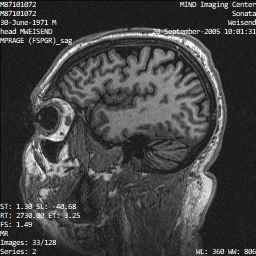 M87101072
M87101072
30-June-1971 M
head MWEISEND
MPRAGE (FSPGR)_sag
MIND Imaging Center
Sonata
Weisend
20-September-2005 10:01:31
ST: 1.30 SL: -40.68
RT: 2730.00 ET: 3.25
FS: 1.49
MR
Images: 33/128
Series: 2
WL: 360 WW: 806